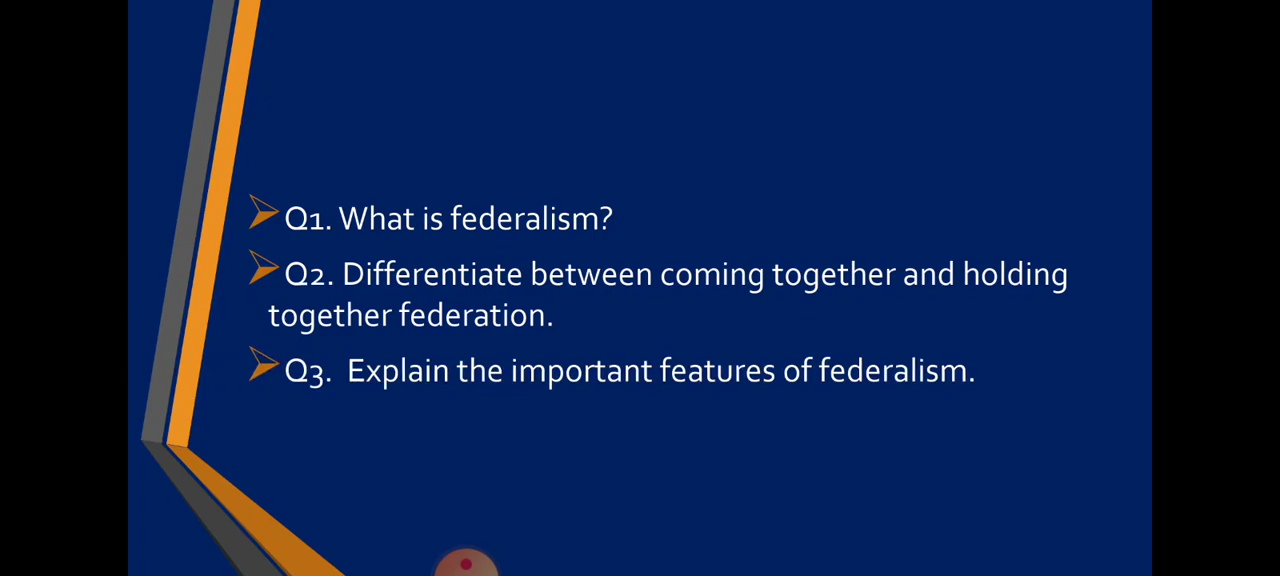 Q1. What is federalism?
Q2. Differentiate between coming together and holding
together federation.
Q3. Explain the important features of federalism.